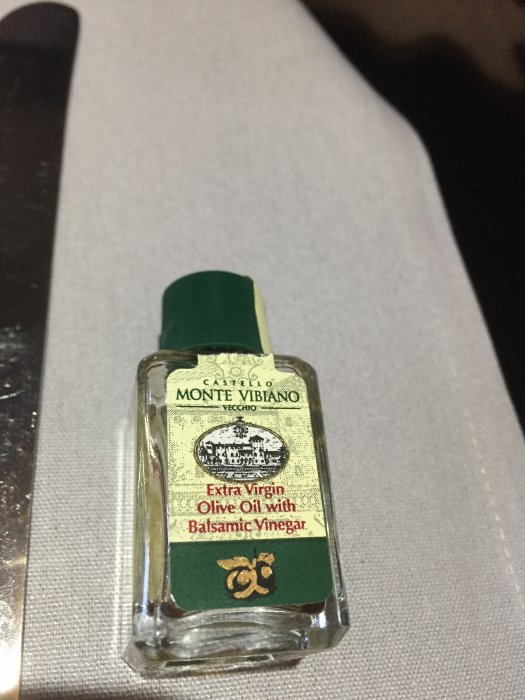 CASTELLO
MONTE VIBIANO
VECCHIO
Extra Virgin
Olive Oil with
Balsamic Vinegar